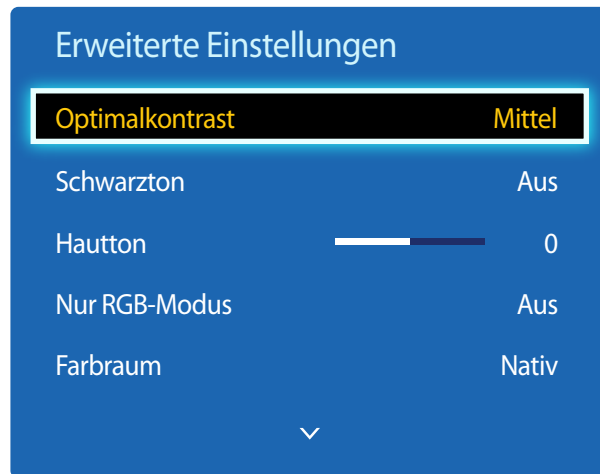 Erweiterte Einstellungen
Optimalkontrast Mittel
Schwarzton Aus
Hautton 0
Nur RGB-Modus Aus
Farbraum Nativ